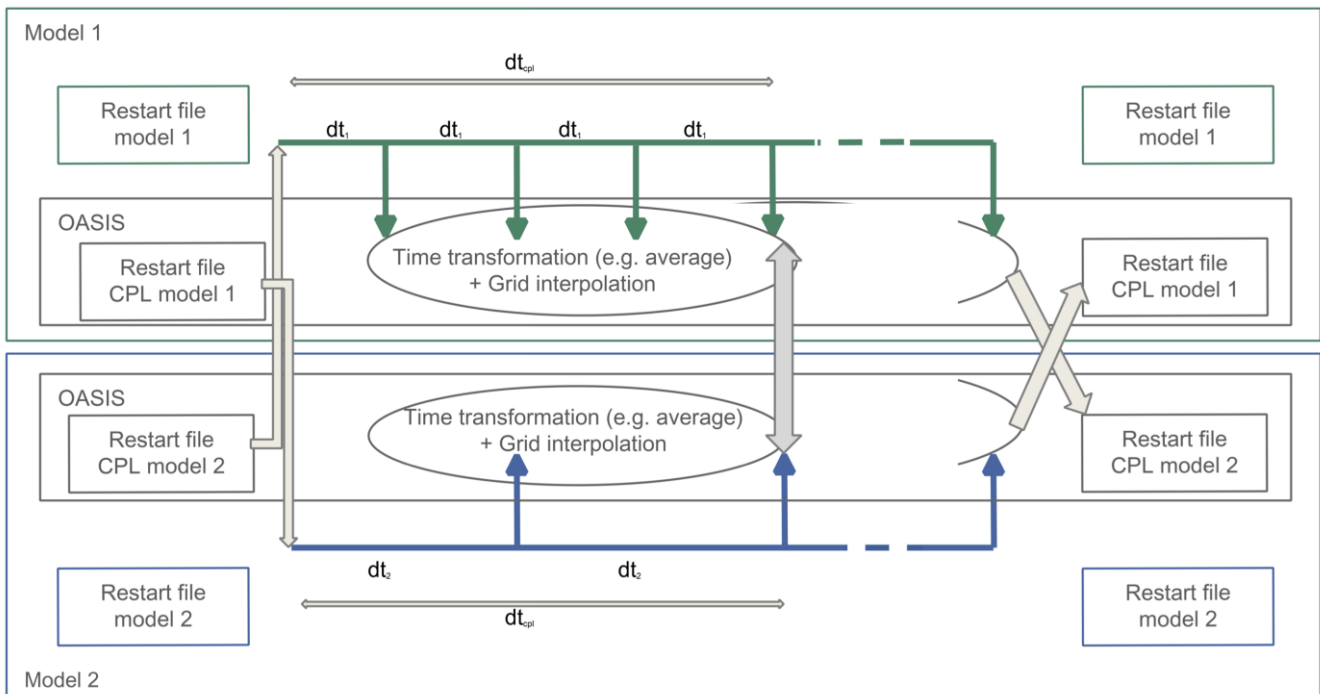 Model 1
dtcpl
Restart file
model 1
Restart file
model 1
dt1
dt1
dt1
dt1
OASIS
Restart file
CPL model 1
Time transformation (e.g. average)
+ Grid interpolation
Restart file
CPL model 1
OASIS
Restart file
CPL model 2
Time transformation (e.g. average)
+ Grid interpolation
Restart file
CPL model 2
dt2
dt2
Restart file
model 2
dtcpl
Restart file
model 2
Model 2